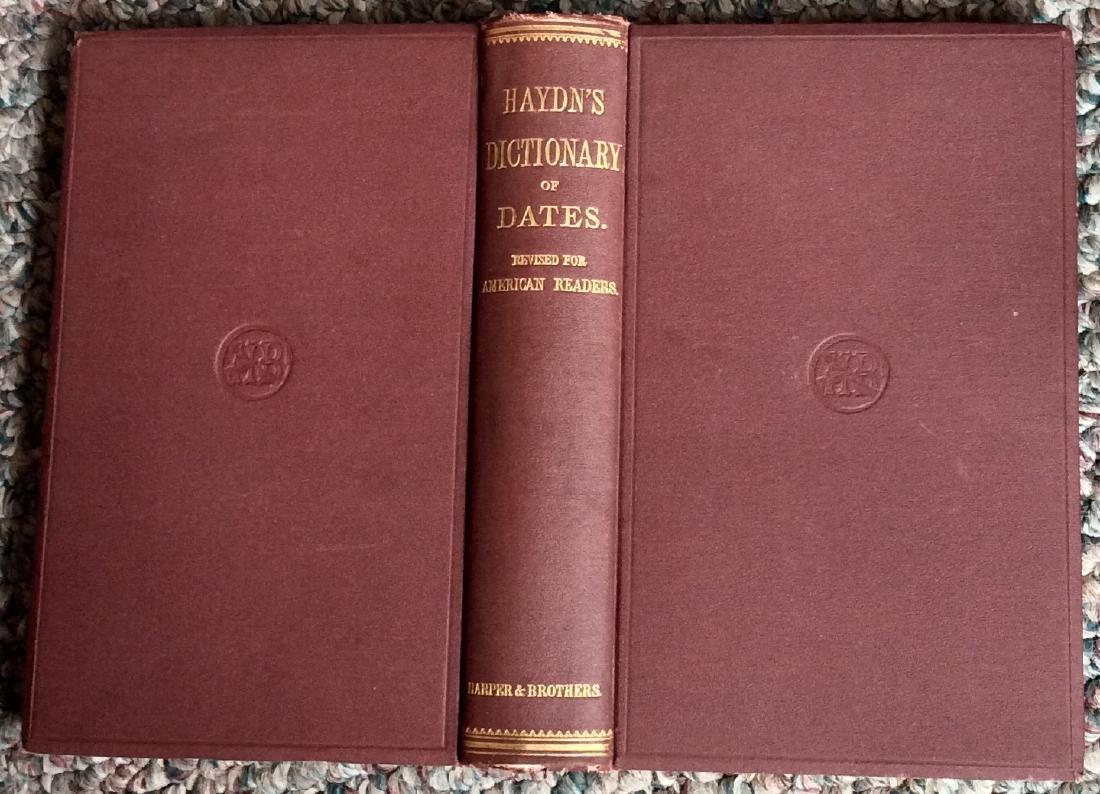 HAYDN'S
DICTIONARY
OF
DATES.
REVISED FOR
AMERICAN READERS.
HARPER & BROTHERS.